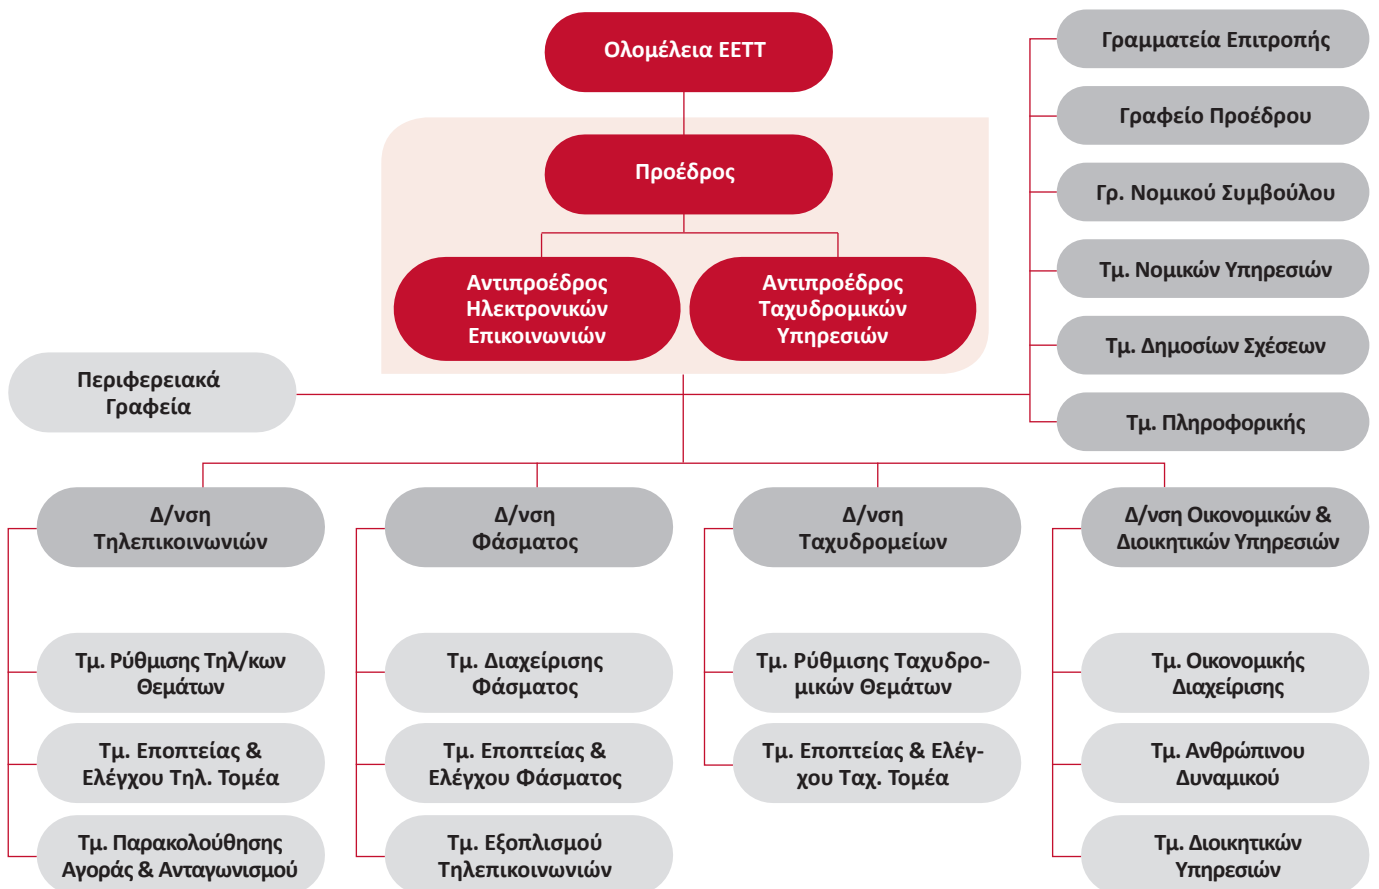 Ολομέλεια ΕΕΤΤ
Προέδρος
Αντιπροέδρος
Ηλεκτρονικών
Επικοινωνιών
Αντιπροέδρος
Ταχυδρομικών
Υπηρεσιών
Γραμματεία Επιτροπής
Γραφείο Προέδρου
Γρ. Νομικού Συμβούλου
Τμ. Νομικών Υπηρεσιών
Τμ. Δημοσίων Σχέσεων
Τμ. Πληροφορικής
Περιφερειακά
Γραφεία
Δ/νση
Τηλεπικοινωνιών
Τμ. Ρύθμισης Τηλ/κων
Θεμάτων
Τμ. Εποπτείας &
Ελέγχου Τηλ. Τομέα
Τμ. Παρακολούθησης
Αγοράς & Ανταγωνισμού
Δ/νση
Φάσματος
Τμ. Διαχείρισης
Φάσματος
Τμ. Εποπτείας &
Ελέγχου Φάσματος
Τμ. Εξοπλισμού
Τηλεπικοινωνιών
Δ/νση
Ταχυδρομείων
Τμ. Ρύθμισης Ταχυδρο-
μικών Θεμάτων
Τμ. Εποπτείας & Ελέγ-
χου Ταχ. Τομέα
Δ/νση Οικονομικών &
Διοικητικών Υπηρεσιών
Τμ. Οικονομικής
Διαχείρισης
Τμ. Ανθρώπινου
Δυναμικού
Τμ. Διοικητικών
Υπηρεσιών